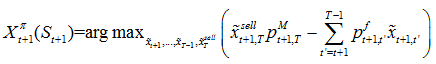 X^π_{t+1}(S_{t+1}) = arg max_{x̃_{t+1},...,x̃_{T-1},x̃_T^{sell}} ( x̃^{sell}_{t+1,T} p^M_{t+1,T} − ∑_{t'=t+1}^{T-1} p^f_{t+1,t'} x̃_{t+1,t'} )